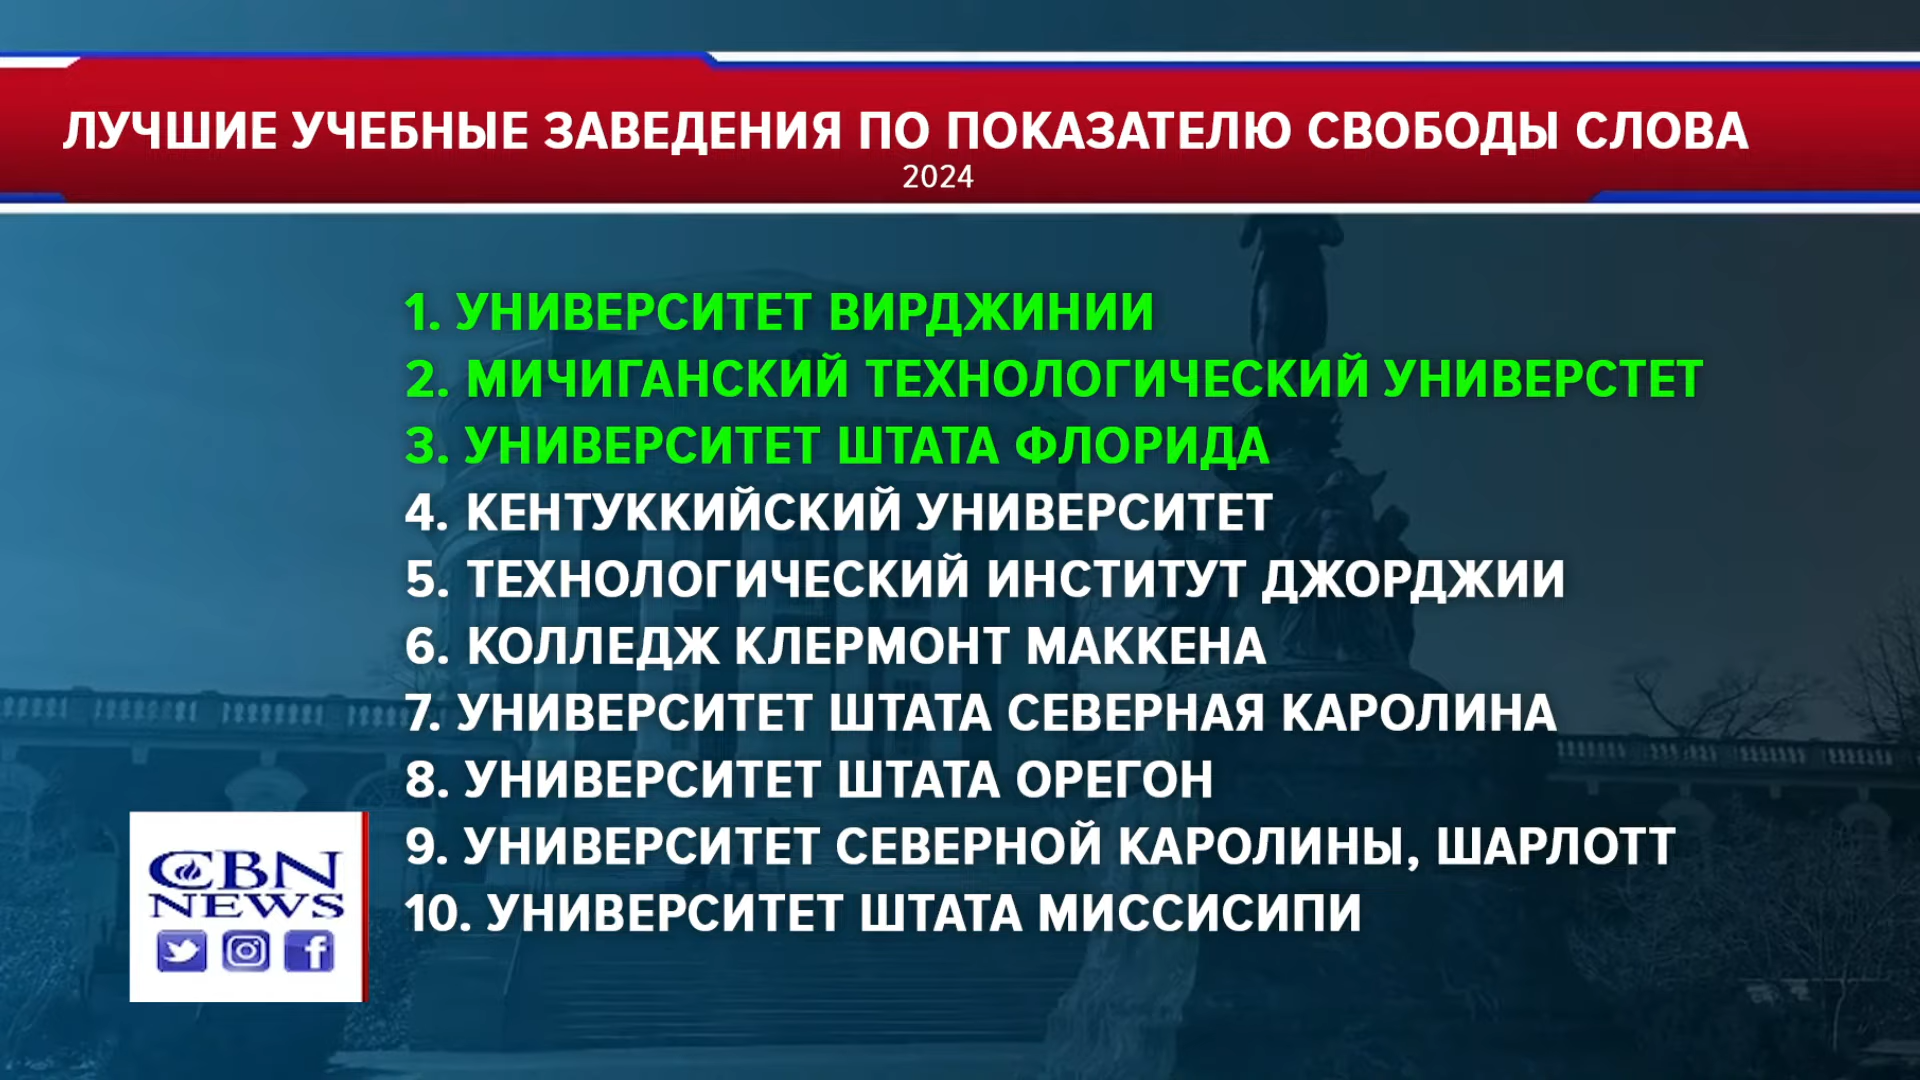 ЛУЧШИЕ УЧЕБНЫЕ ЗАВЕДЕНИЯ ПО ПОКАЗАТЕЛЮ СВОБОДЫ СЛОВА
2024
1. УНИВЕРСИТЕТ ВИРДЖИНИИ
2. МИЧИГАНСКИЙ ТЕХНОЛОГИЧЕСКИЙ УНИВЕРСТЕТ
3. УНИВЕРСИТЕТ ШТАТА ФЛОРИДА
4. КЕНТУККИЙСКИЙ УНИВЕРСИТЕТ
5. ТЕХНОЛОГИЧЕСКИЙ ИНСТИТУТ ДЖОРДЖИИ
6. КОЛЛЕДЖ КЛЕРМОНТ МАККЕНА
7. УНИВЕРСИТЕТ ШТАТА СЕВЕРНАЯ КАРОЛИНА
8. УНИВЕРСИТЕТ ШТАТА ОРЕГОН
9. УНИВЕРСИТЕТ СЕВЕРНОЙ КАРОЛИНЫ, ШАРЛОТТ
10. УНИВЕРСИТЕТ ШТАТА МИССИСИПИ
CBN
NEWS